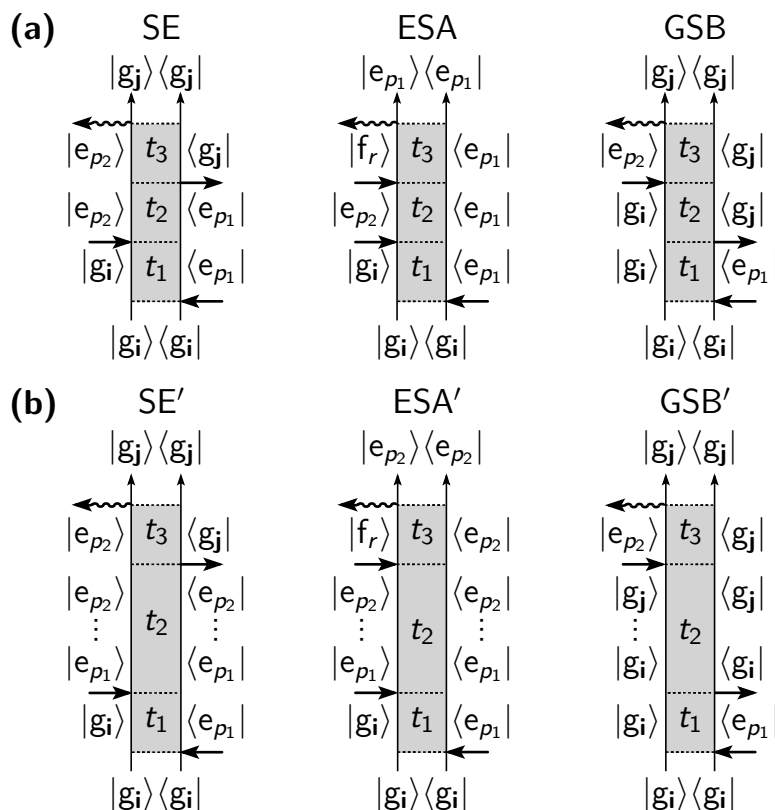 (a) SE ESA GSB
|g_j⟩⟨g_j| |e_p1⟩⟨e_p1| |g_j⟩⟨g_j|
|e_p2⟩ t_3 ⟨g_j| |f_r⟩ t_3 ⟨e_p1| |e_p2⟩ t_3 ⟨g_j|
|e_p2⟩ t_2 ⟨e_p1| |e_p2⟩ t_2 ⟨e_p1| |g_i⟩ t_2 ⟨g_j|
|g_i⟩ t_1 ⟨e_p1| |g_i⟩ t_1 ⟨e_p1| |g_i⟩ t_1 ⟨e_p1
|g_i⟩⟨g_i| |g_i⟩⟨g_i| |g_i⟩⟨g_i|
(b) SE′ ESA′ GSB′
|g_j⟩⟨g_j| |e_p2⟩⟨e_p2| |g_j⟩⟨g_j|
|e_p2⟩ t_3 ⟨g_j| |f_r⟩ t_3 ⟨e_p2| |e_p2⟩ t_3 ⟨g_j|
|e_p2⟩ ⟨e_p2| |e_p2⟩ ⟨e_p2| |g_j⟩ ⟨g_j|
⋮ t_2 ⋮ ⋮ t_2 ⋮ ⋮ t_2
|e_p1⟩ ⟨e_p1| |e_p1⟩ ⟨e_p1| |g_i⟩ ⟨g_i|
|g_i⟩ t_1 ⟨e_p1| |g_i⟩ t_1 ⟨e_p1| |g_i⟩ t_1 ⟨e_p1|
|g_i⟩⟨g_i| |g_i⟩⟨g_i| |g_i⟩⟨g_i|